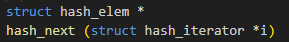 struct hash_elem *
hash_next (struct hash_iterator *i)